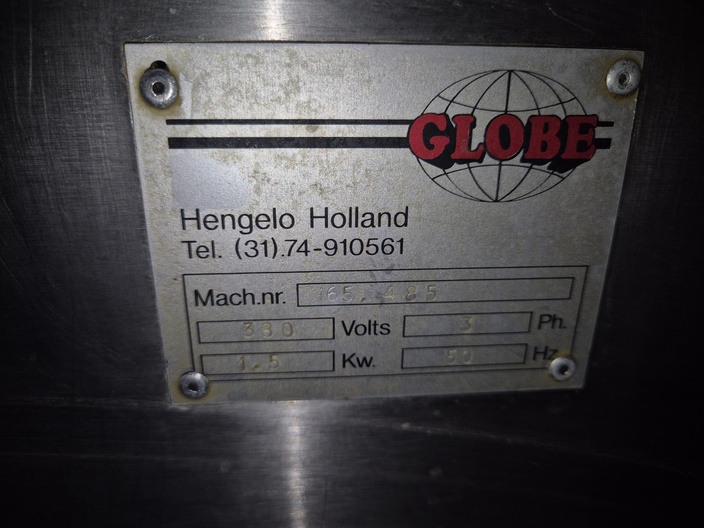 GLOBE
Hengelo Holland
Tel. (31).74-910561
Mach.nr. 165.485
380 Volts 3 Ph.
1.5 Kw. 50 Hz